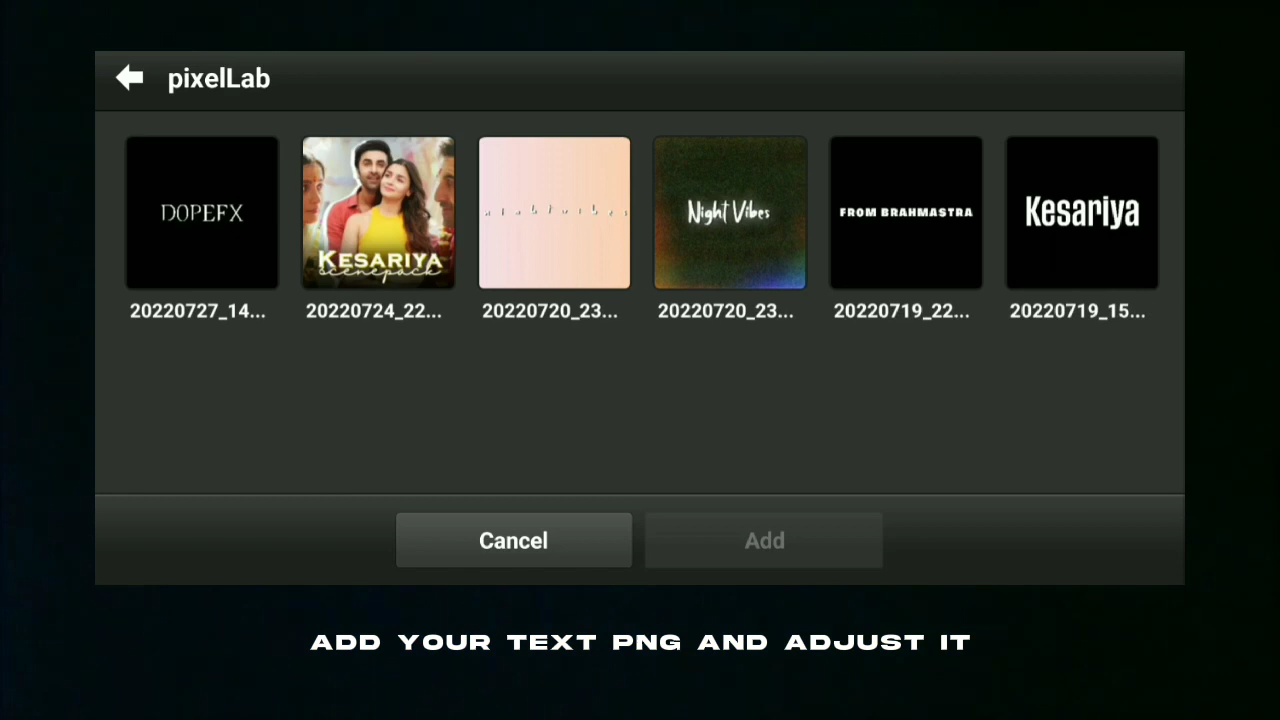 pixelLab
DOPEFX
KESARIYA
scenepack
Night Vibes
FROM BRAHMASTRA
Kesariya
20220727_14...
20220724_22...
20220720_23...
20220720_23...
20220719_22...
20220719_15...
Cancel
Add
ADD YOUR TEXT PNG AND ADJUST IT